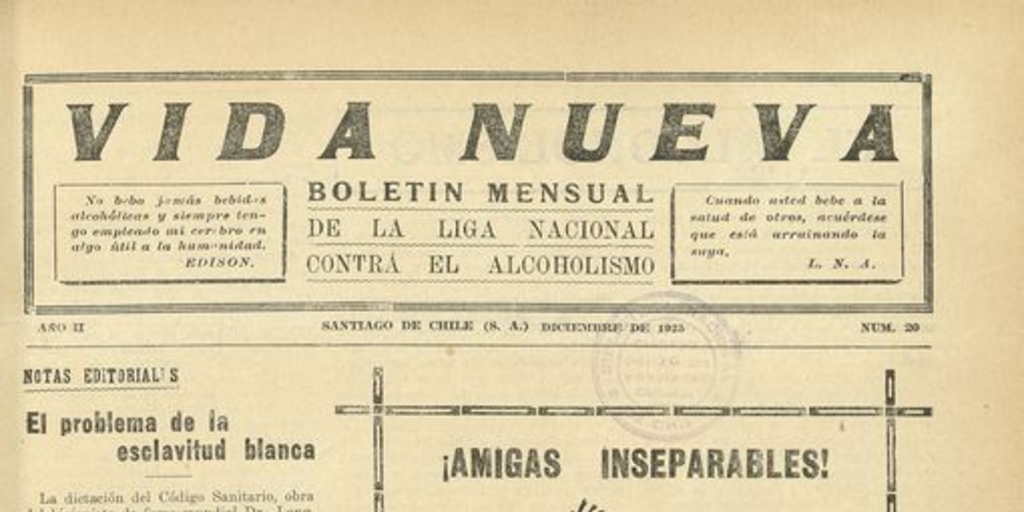 VIDA NUEVA
No bebo jamás bebidas
alcohólicas y siempre ten-
go empleado mi cerebro en
algo útil a la humanidad.
EDISON.
BOLETIN MENSUAL
DE LA LIGA NACIONAL
CONTRA EL ALCOHOLISMO
Cuando usted bebe a la
salud de otros, acuérdese
que está arruinando la
suya.
L. N. A.
AÑO II
SANTIAGO DE CHILE (S. A.) DICIEMBRE DE 1925
NUM. 20
NOTAS EDITORIALES
El problema de la
esclavitud blanca
La dictación del Código Sanitario, obra
¡AMIGAS INSEPARABLES!